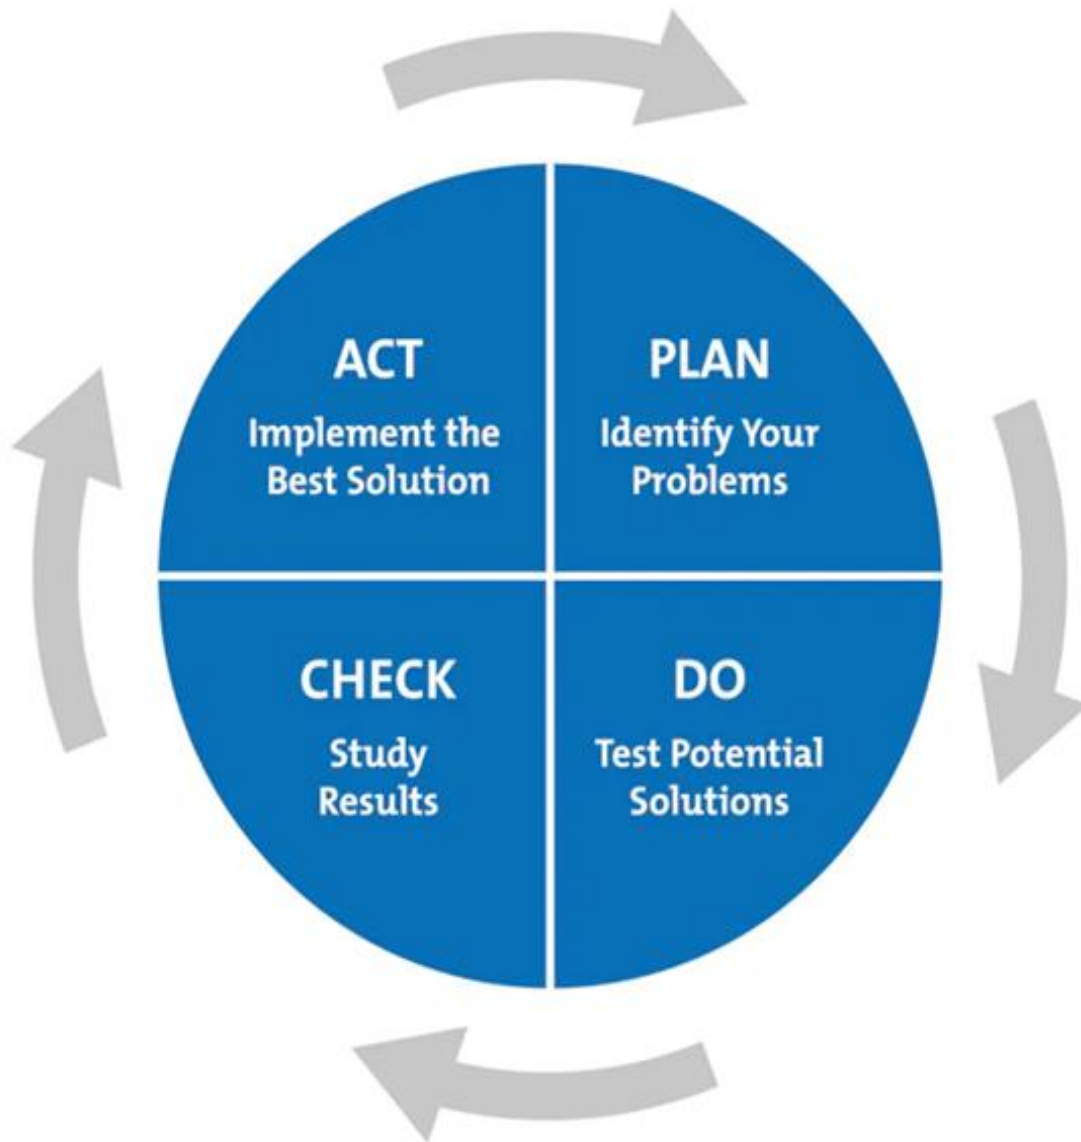 ACT
Implement the
Best Solution
PLAN
Identify Your
Problems
CHECK
Study
Results
DO
Test Potential
Solutions